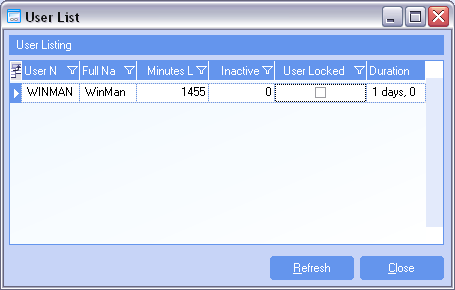 User List
User Listing
User N Full Na Minutes L Inactive User Locked Duration
WINMAN WinMan 1455 0 1 days, 0
Refresh Close